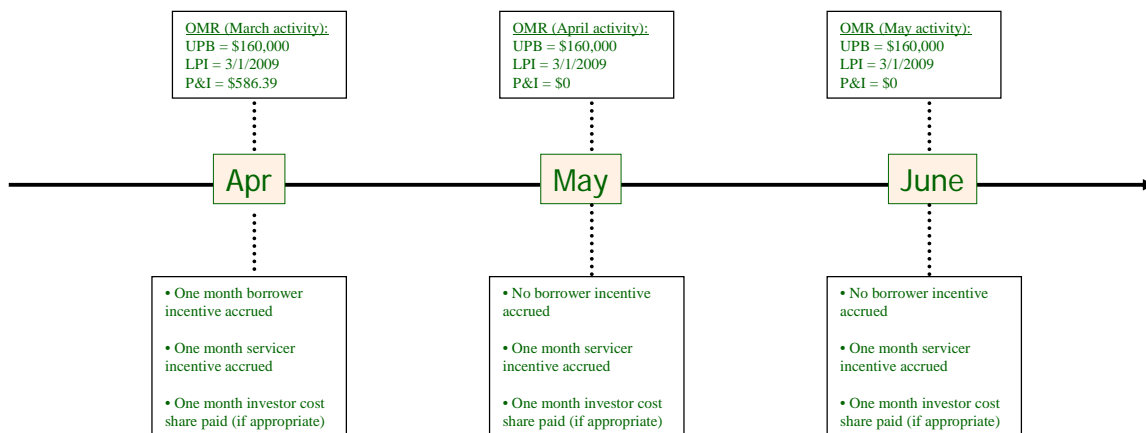 OMR (March activity):
UPB = $160,000
LPI = 3/1/2009
P&I = $586.39
OMR (April activity):
UPB = $160,000
LPI = 3/1/2009
P&I = $0
OMR (May activity):
UPB = $160,000
LPI = 3/1/2009
P&I = $0
Apr
May
June
• One month borrower
incentive accrued
• One month servicer
incentive accrued
• One month investor cost
share paid (if appropriate)
• No borrower incentive
accrued
• One month servicer
incentive accrued
• One month investor cost
share paid (if appropriate)
• No borrower incentive
accrued
• One month servicer
incentive accrued
• One month investor cost
share paid (if appropriate)